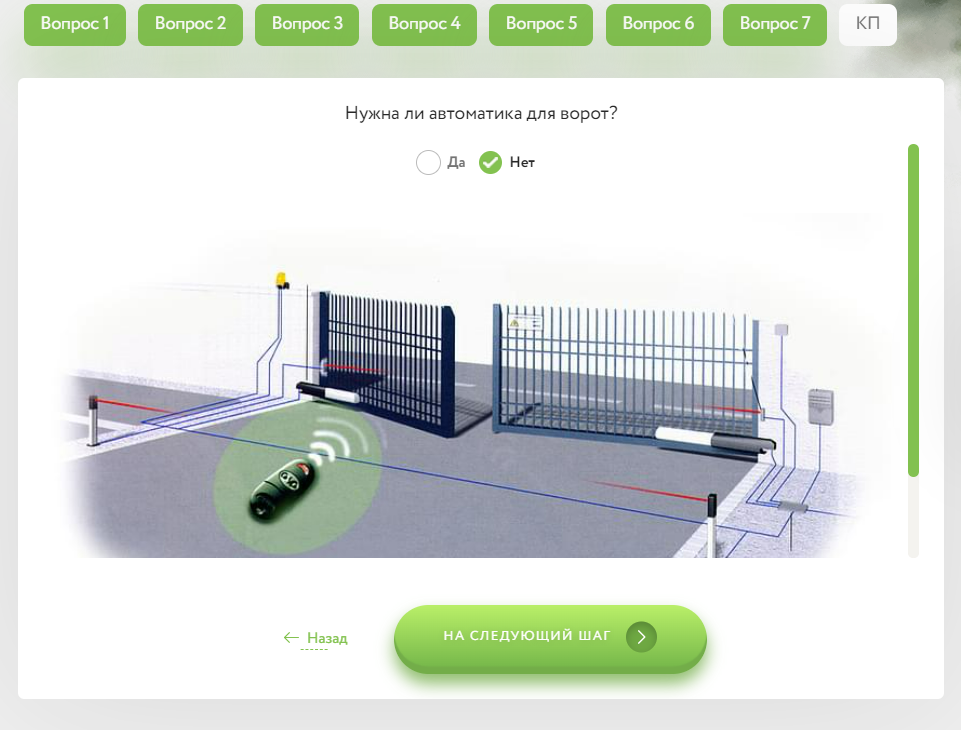 Вопрос 1 Вопрос 2 Вопрос 3 Вопрос 4 Вопрос 5 Вопрос 6 Вопрос 7 КП
Нужна ли автоматика для ворот?
Да Нет
Назад НА СЛЕДУЮЩИЙ ШАГ